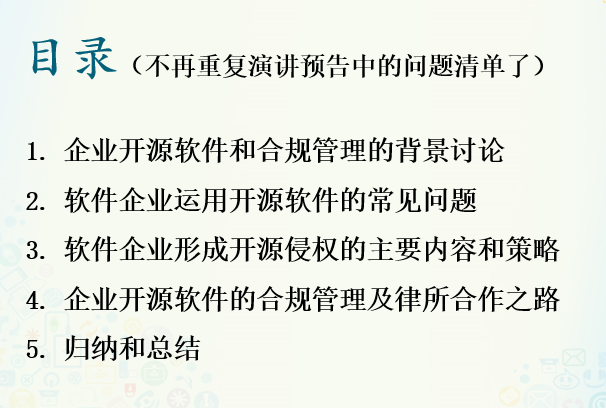 目录（不再重复演讲预告中的问题清单了）
1. 企业开源软件和合规管理的背景讨论
2. 软件企业运用开源软件的常见问题
3. 软件企业形成开源侵权的主要内容和策略
4. 企业开源软件的合规管理及律所合作之路
5. 归纳和总结